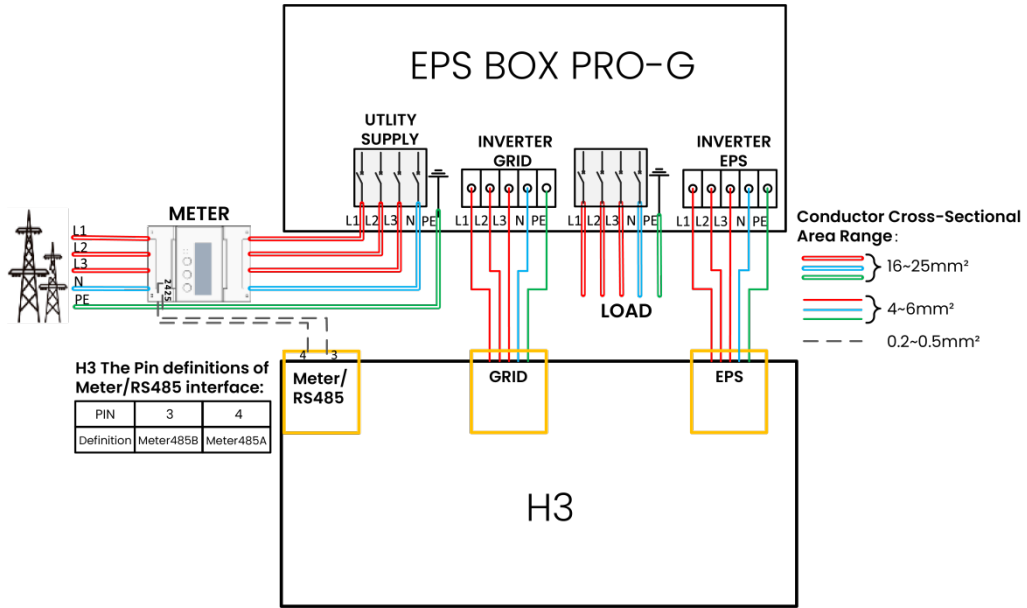 EPS BOX PRO-G
UTLITY
SUPPLY
INVERTER
GRID
INVERTER
EPS
L1 L2 L3 N PE
L1 L2 L3 N PE
L1 L2 L3 N PE
L1 L2 L3 N PE
METER
L1
L2
L3
N
PE
24 25
LOAD
Conductor Cross-Sectional
Area Range:
16~25mm²
4~6mm²
0.2~0.5mm²
4 3
H3 The Pin definitions of
Meter/RS485 interface:
PIN 3 4
Definition Meter485B Meter485A
Meter/
RS485
GRID
EPS
H3